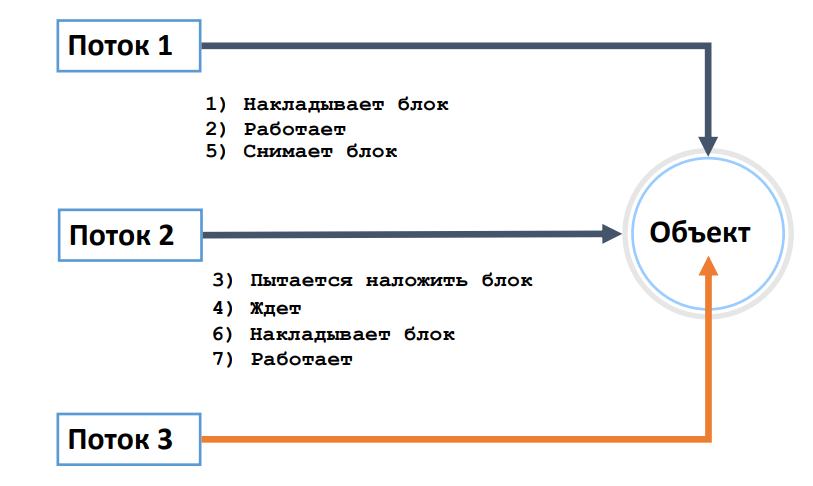 Поток 1
1) Накладывает блок
2) Работает
5) Снимает блок
Поток 2
Объект
3) Пытается наложить блок
4) Ждет
6) Накладывает блок
7) Работает
Поток 3